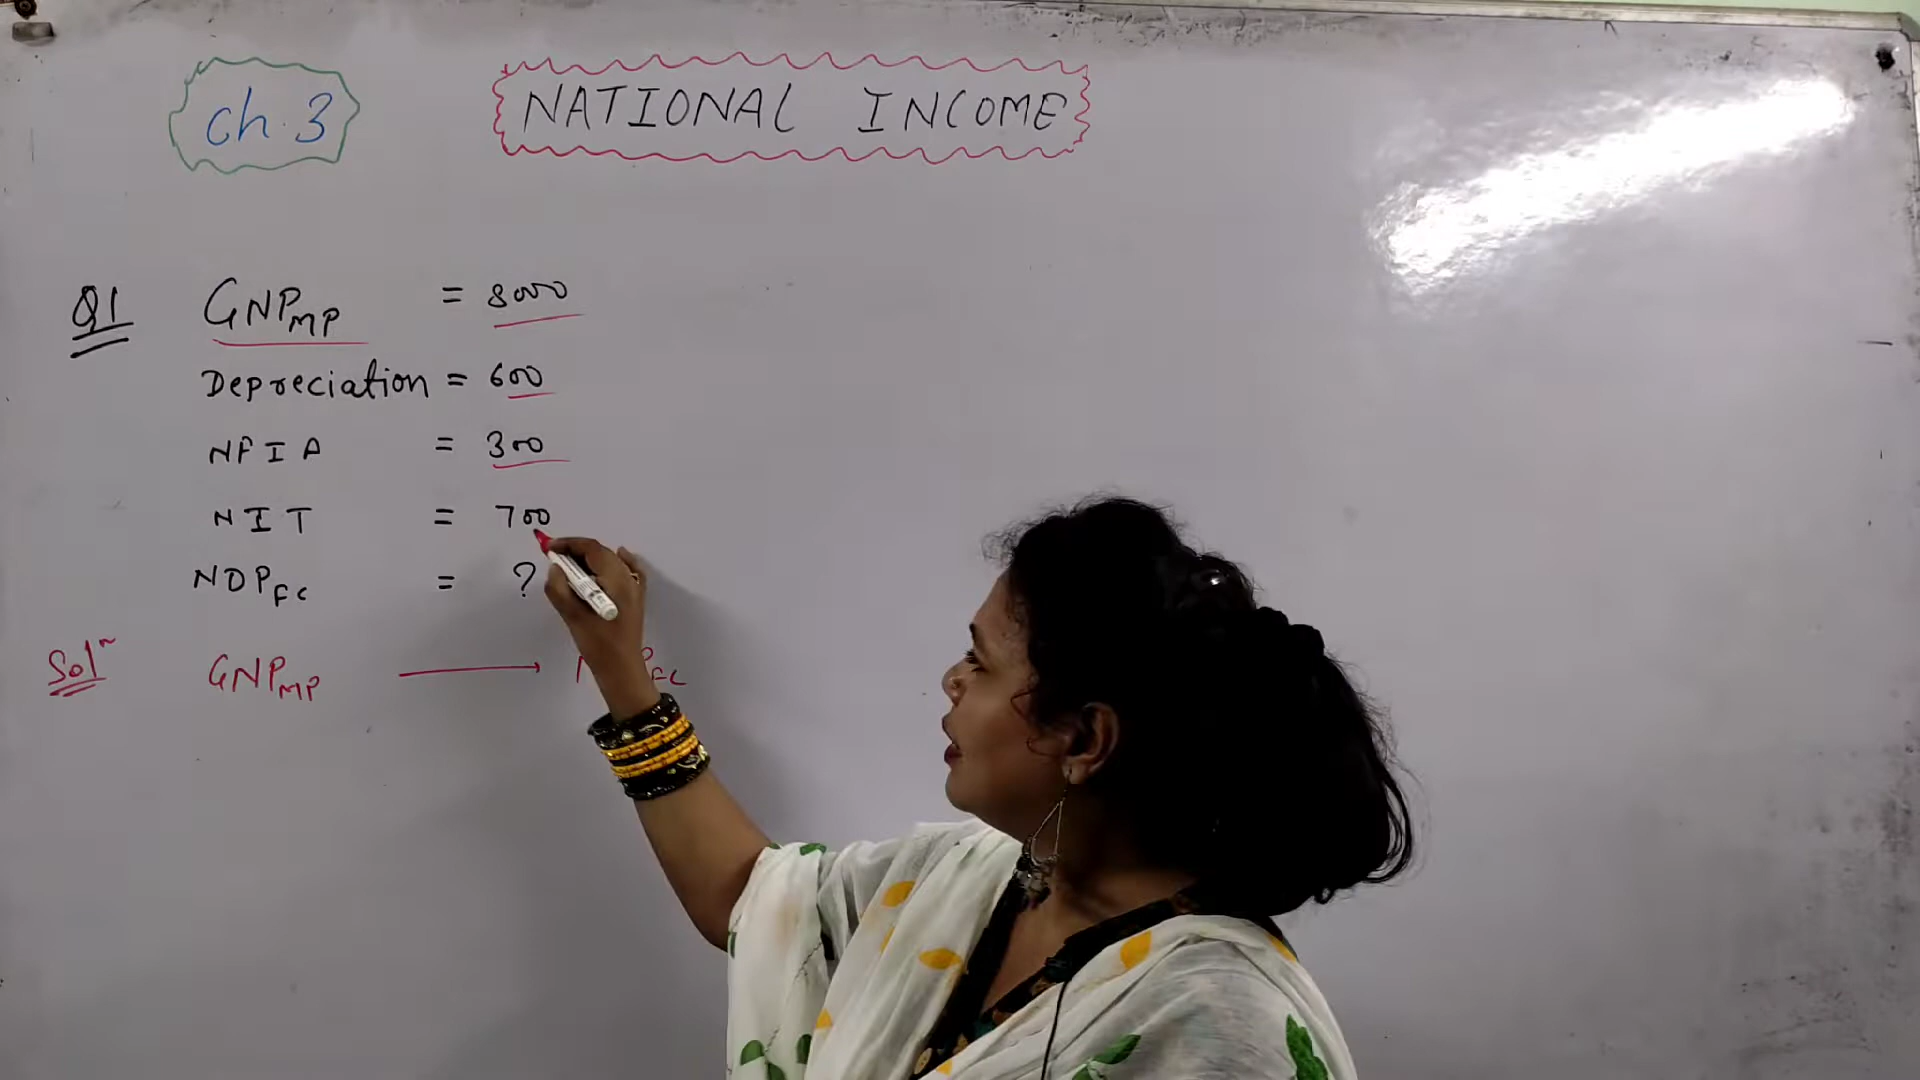 ch.3
NATIONAL INCOME
Q1 GNPMP = 8000
Depreciation = 600
NFIA = 300
NIT = 700
NDPFC = ?
Solⁿ GNPMP →